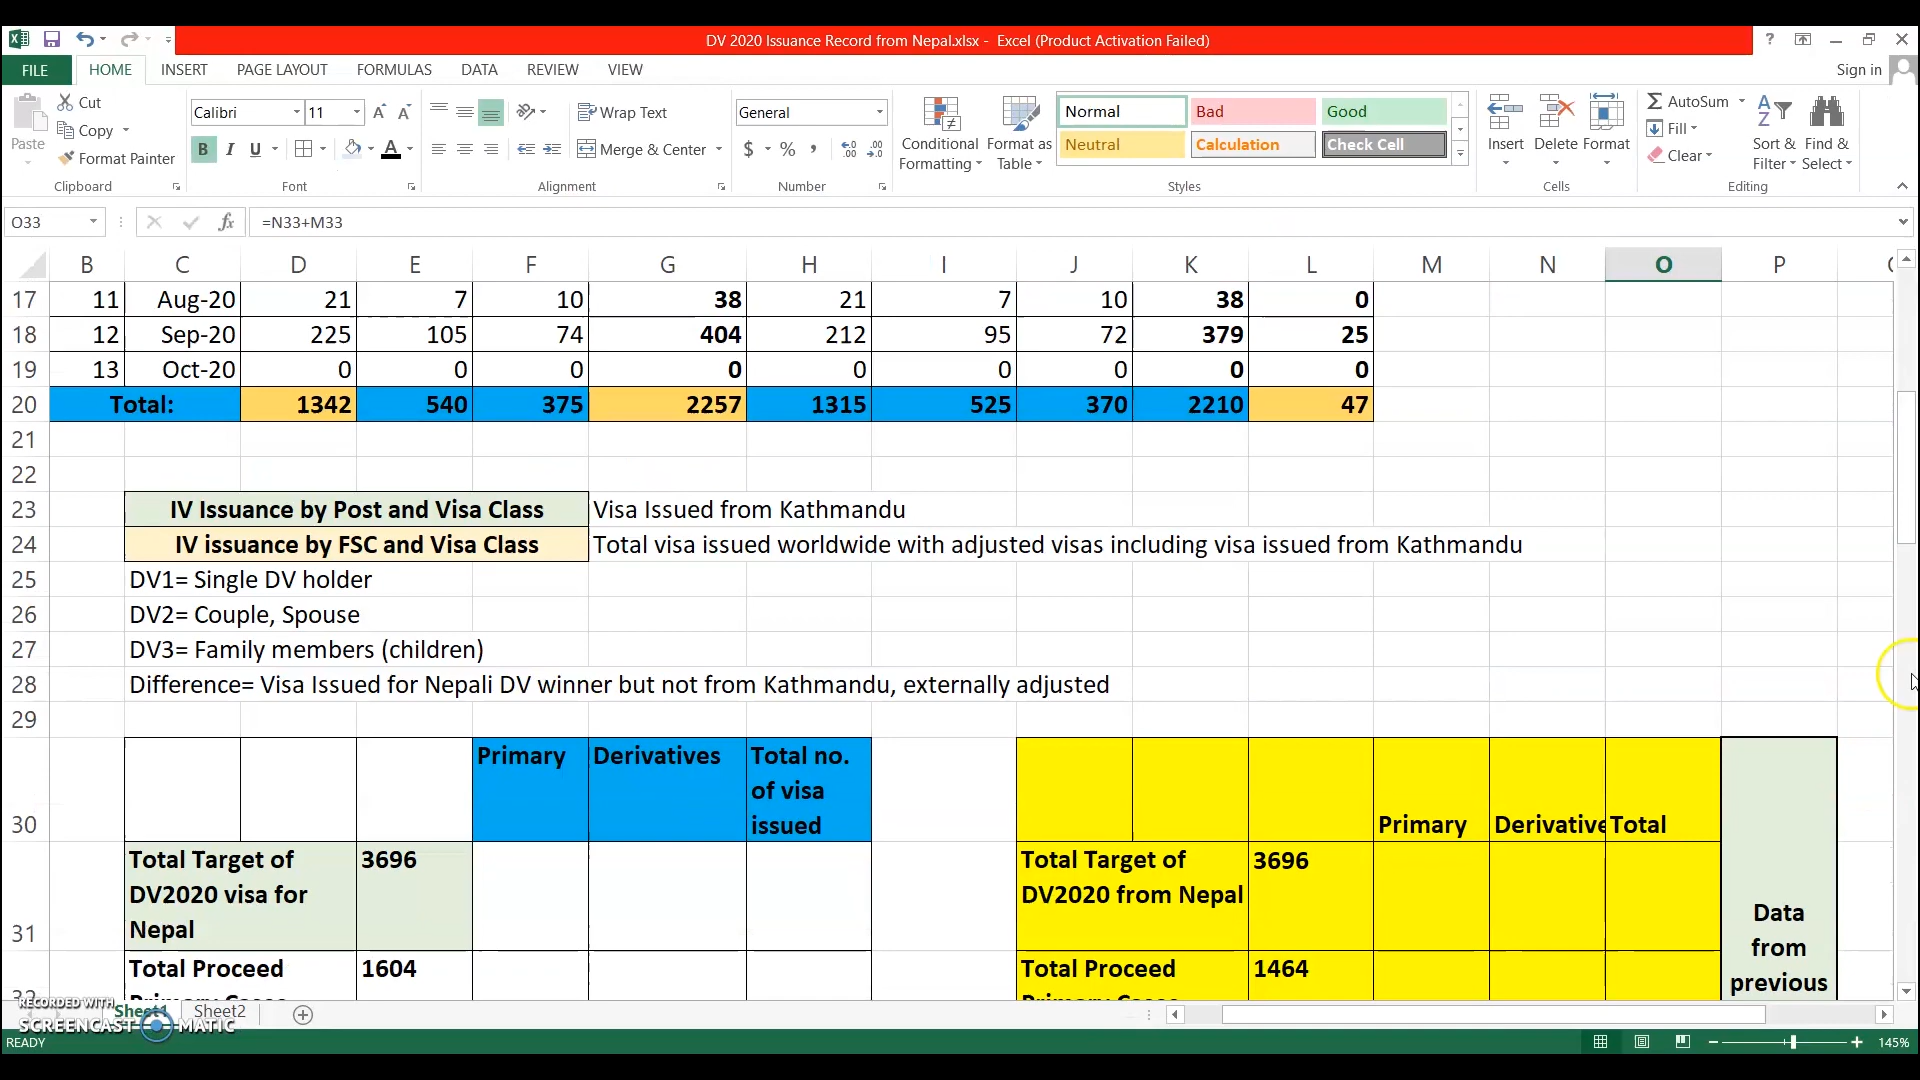 DV 2020 Issuance Record from Nepal.xlsx - Excel (Product Activation Failed)
?
FILE HOME INSERT PAGE LAYOUT FORMULAS DATA REVIEW VIEW
Sign in
Paste
Cut
Copy
Format Painter
Clipboard
Calibri 11
B I U
Font
Wrap Text
Merge & Center
Alignment
General
$ % ,
Number
Conditional Formatting
Format as Table
Normal Bad Good
Neutral Calculation Check Cell
Styles
Insert Delete Format
Cells
AutoSum
Fill
Clear
Sort & Filter
Find & Select
Editing
O33 fx =N33+M33
B C D E F G H I J K L M N O P
17 11 Aug-20 21 7 10 38 21 7 10 38 0
18 12 Sep-20 225 105 74 404 212 95 72 379 25
19 13 Oct-20 0 0 0 0 0 0 0 0 0
20 Total: 1342 540 375 2257 1315 525 370 2210 47
21
22
23 IV Issuance by Post and Visa Class Visa Issued from Kathmandu
24 IV issuance by FSC and Visa Class Total visa issued worldwide with adjusted visas including visa issued from Kathmandu
25 DV1= Single DV holder
26 DV2= Couple, Spouse
27 DV3= Family members (children)
28 Difference= Visa Issued for Nepali DV winner but not from Kathmandu, externally adjusted
29
30
Primary Derivatives Total no.
of visa
issued
Primary Derivative Total
31
Total Target of
DV2020 visa for
Nepal
3696
Total Target of
DV2020 from Nepal
3696
Data
from
previous
32
Total Proceed
Primary Cases
1604
Total Proceed
Primary Cases
1464
RECORDED WITH
SCREENCAST MATIC
Sheet1 Sheet2
READY
145%